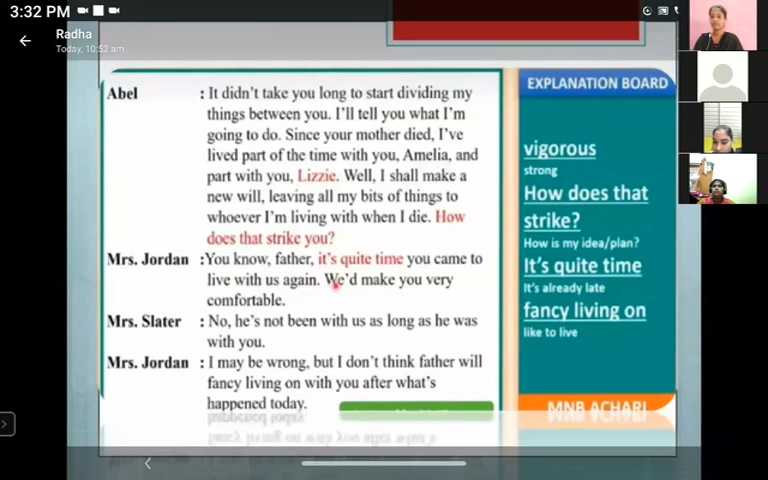 3:32 PM
Radha
Today, 10:52 am
Abel : It didn't take you long to start dividing my
things between you. I'll tell you what I'm
going to do. Since your mother died, I've
lived part of the time with you, Amelia, and
part with you, Lizzie. Well, I shall make a
new will, leaving all my bits of things to
whoever I'm living with when I die. How
does that strike you?
Mrs. Jordan : You know, father, it's quite time you came to
live with us again. We'd make you very
comfortable.
Mrs. Slater : No, he's not been with us as long as he was
with you.
Mrs. Jordan : I may be wrong, but I don't think father will
fancy living on with you after what's
happened today.
EXPLANATION BOARD
vigorous
strong
How does that
strike?
How is my idea/plan?
It's quite time
It's already late
fancy living on
like to live
MNB ACHARI